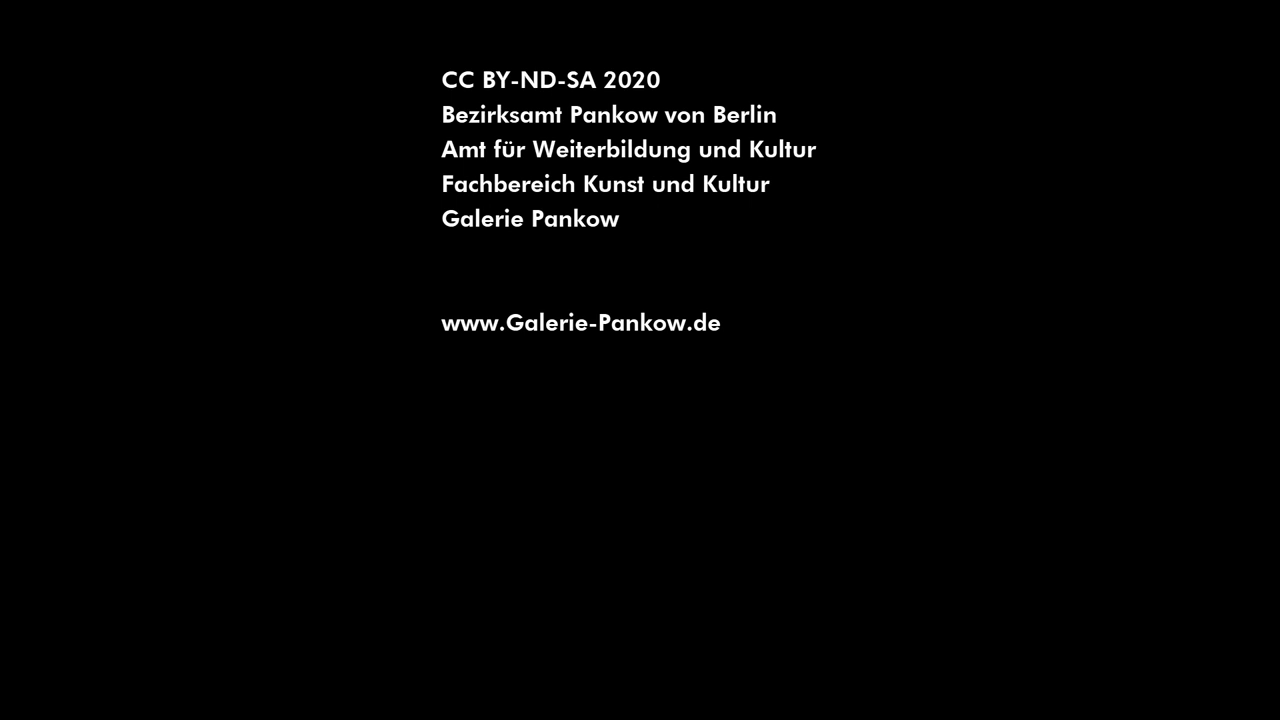 CC BY-ND-SA 2020
Bezirksamt Pankow von Berlin
Amt für Weiterbildung und Kultur
Fachbereich Kunst und Kultur
Galerie Pankow
www.Galerie-Pankow.de